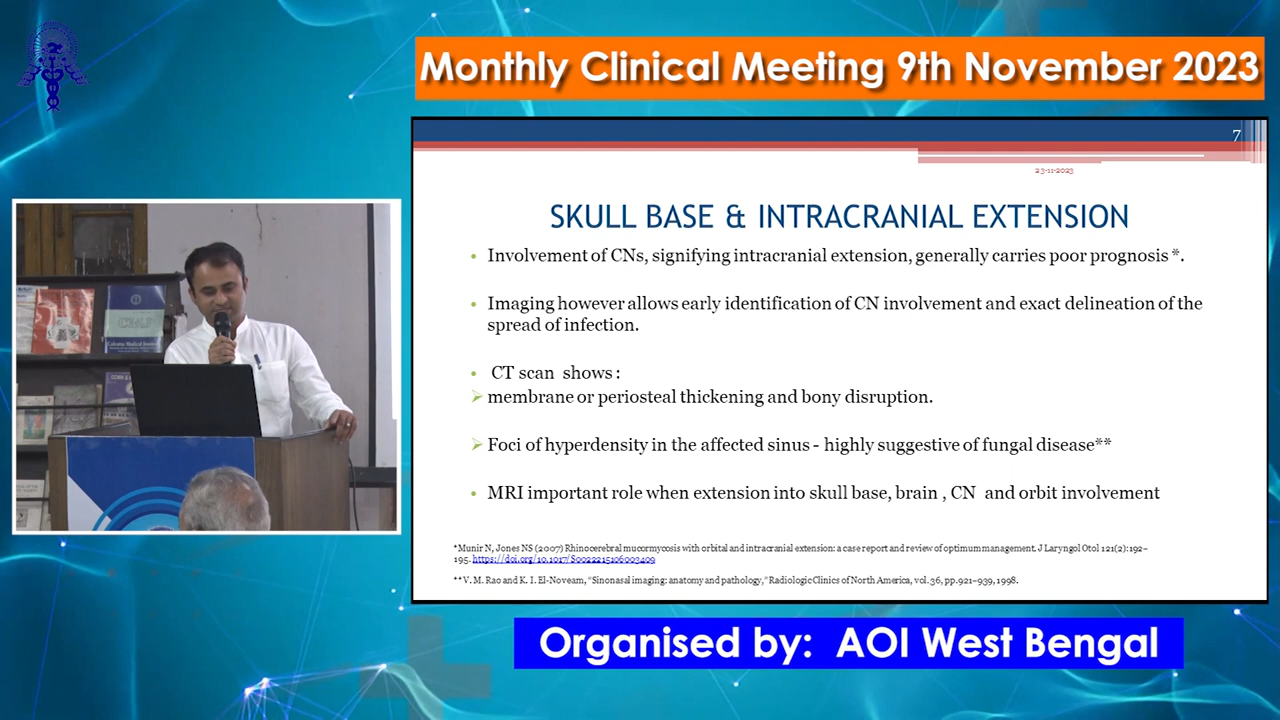 Monthly Clinical Meeting 9th November 2023
7
23-11-2023
SKULL BASE & INTRACRANIAL EXTENSION
• Involvement of CNs, signifying intracranial extension, generally carries poor prognosis *.
• Imaging however allows early identification of CN involvement and exact delineation of the
spread of infection.
• CT scan shows :
➢ membrane or periosteal thickening and bony disruption.
➢ Foci of hyperdensity in the affected sinus - highly suggestive of fungal disease**
• MRI important role when extension into skull base, brain , CN and orbit involvement
*Munir N, Jones NS (2007) Rhinocerebral mucormycosis with orbital and intracranial extension: a case report and review of optimum management. J Laryngol Otol 121(2):192–
195. https://doi.org/10.1017/S0022215106003409
**V. M. Rao and K. I. El-Noveam, "Sinonasal imaging: anatomy and pathology," Radiologic Clinics of North America, vol. 36, pp.921–939, 1998.
Organised by: AOI West Bengal